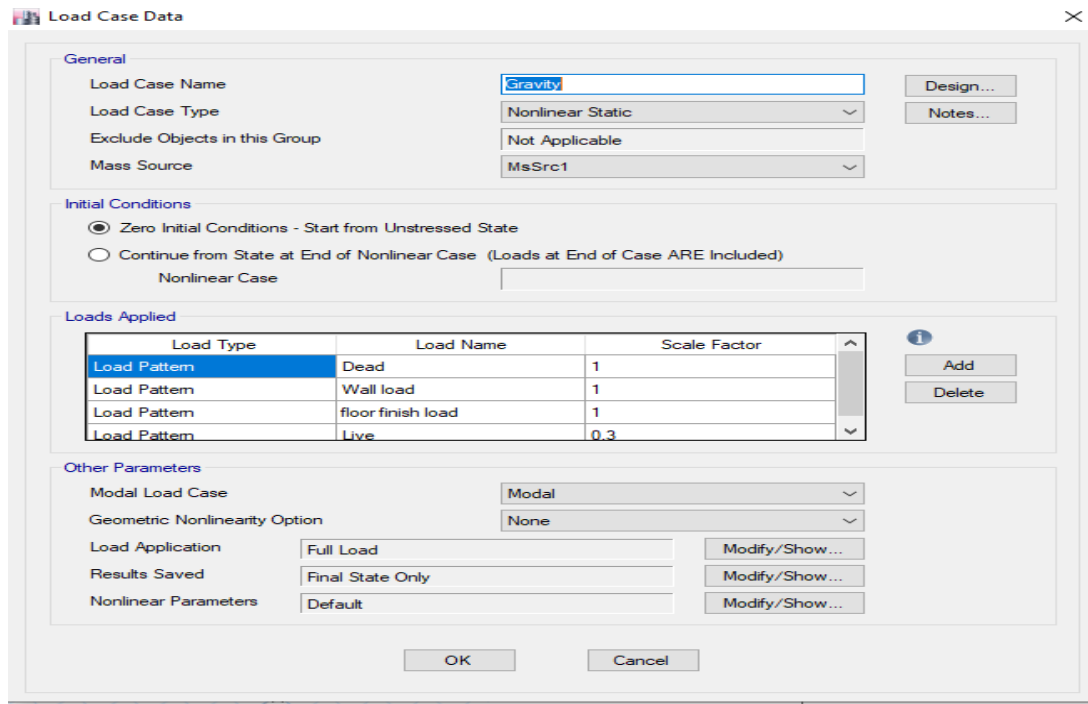 Load Case Data
General
Load Case Name Gravity Design...
Load Case Type Nonlinear Static Notes...
Exclude Objects in this Group Not Applicable
Mass Source MsSrc1
Initial Conditions
Zero Initial Conditions - Start from Unstressed State
Continue from State at End of Nonlinear Case (Loads at End of Case ARE Included)
Nonlinear Case
Loads Applied
Load Type Load Name Scale Factor
Load Pattern Dead 1 Add
Load Pattern Wall load 1 Delete
Load Pattern floor finish load 1
Load Pattern Live 0.3
Other Parameters
Modal Load Case Modal
Geometric Nonlinearity Option None
Load Application Full Load Modify/Show...
Results Saved Final State Only Modify/Show...
Nonlinear Parameters Default Modify/Show...
OK Cancel